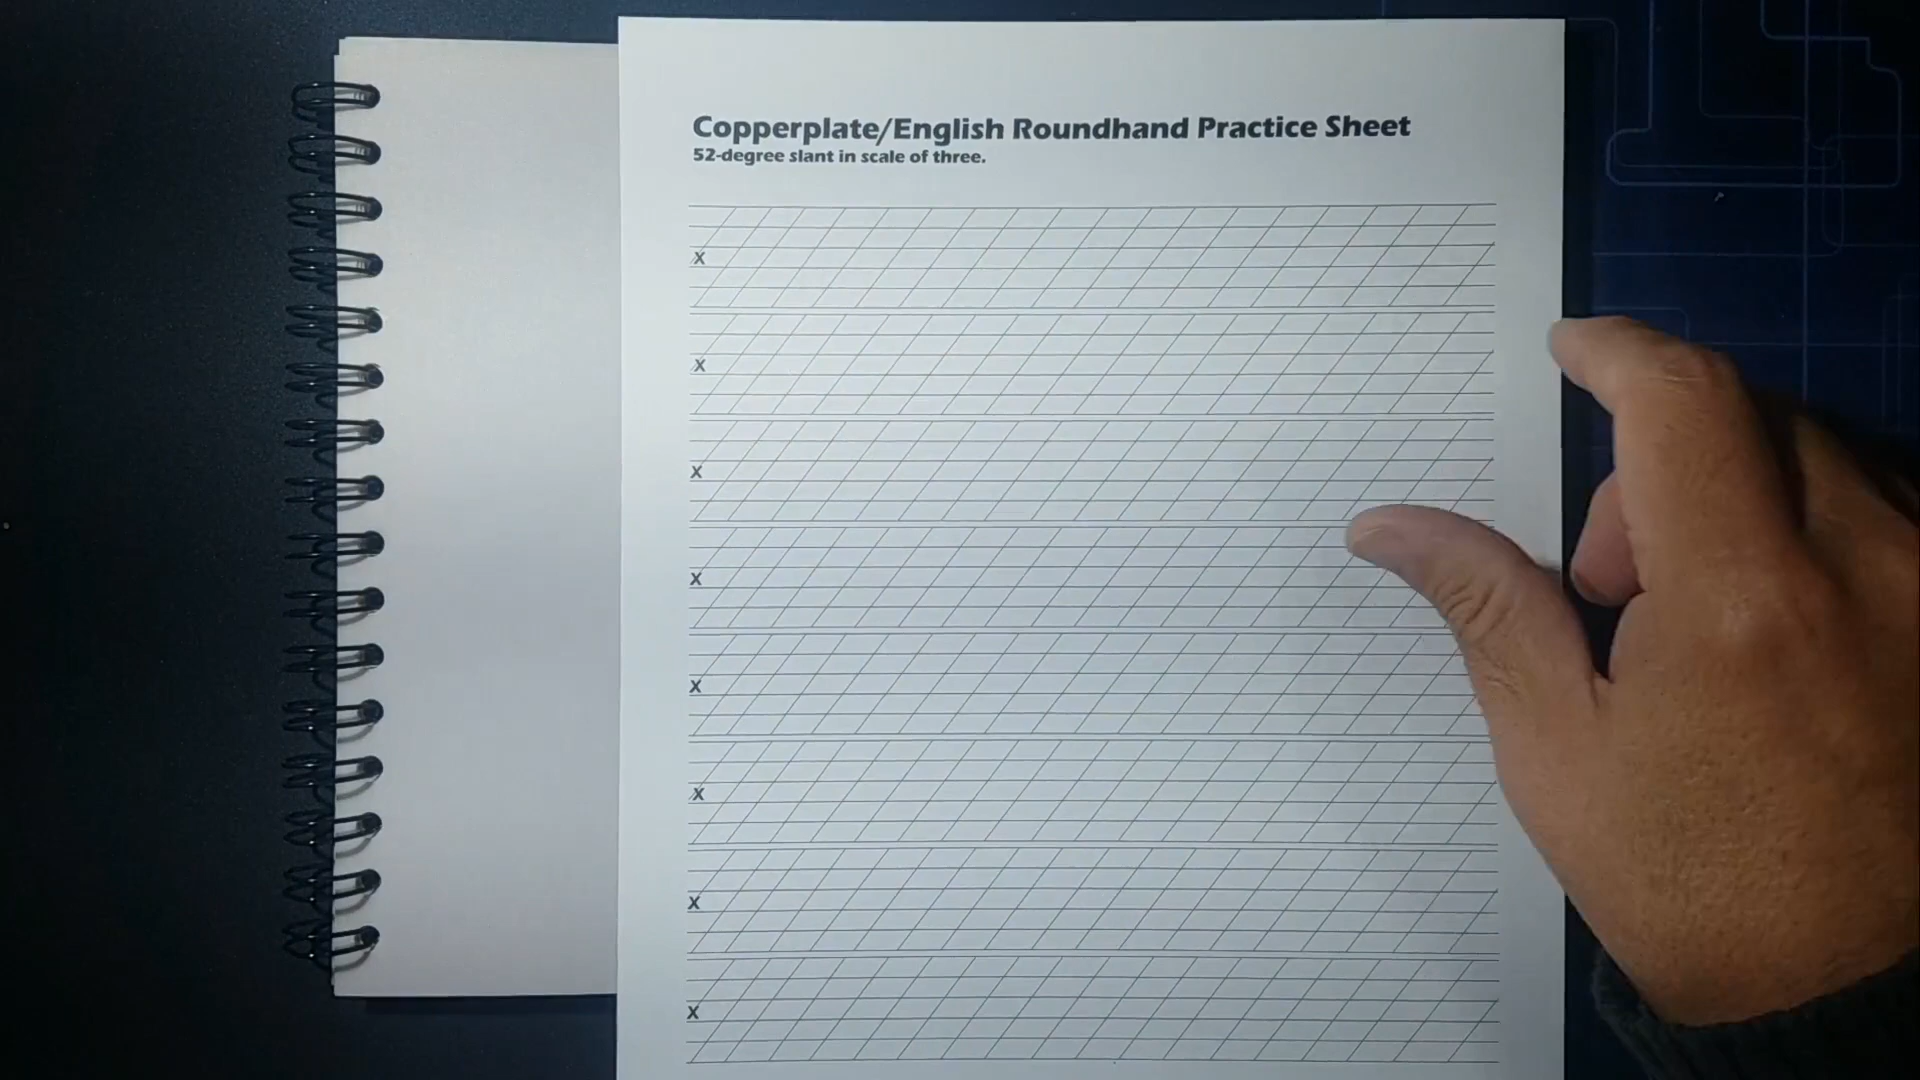 Copperplate/English Roundhand Practice Sheet
52-degree slant in scale of three.
X
X
X
X
X
X
X
X